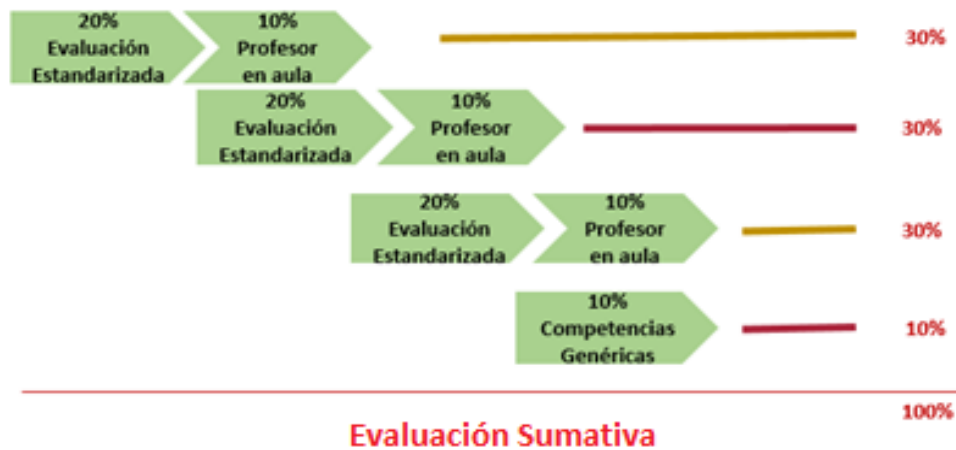 20%
Evaluación
Estandarizada
10%
Profesor
en aula
30%
20%
Evaluación
Estandarizada
10%
Profesor
en aula
30%
20%
Evaluación
Estandarizada
10%
Profesor
en aula
30%
10%
Competencias
Genéricas
10%
100%
Evaluación Sumativa